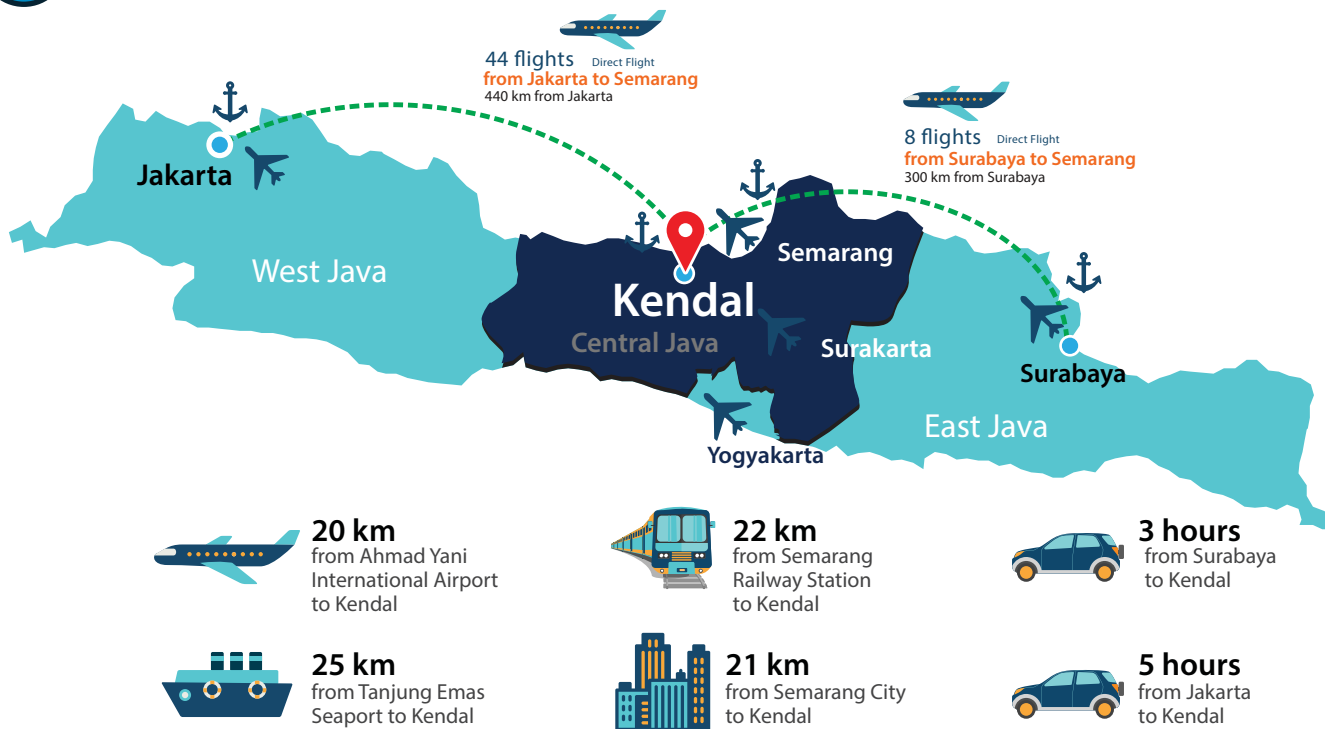 44 flights Direct Flight
from Jakarta to Semarang
440 km from Jakarta
8 flights Direct Flight
from Surabaya to Semarang
300 km from Surabaya
Jakarta
West Java
Semarang
Kendal
Central Java
Surakarta
Surabaya
East Java
Yogyakarta
20 km
from Ahmad Yani
International Airport
to Kendal
22 km
from Semarang
Railway Station
to Kendal
3 hours
from Surabaya
to Kendal
25 km
from Tanjung Emas
Seaport to Kendal
21 km
from Semarang City
to Kendal
5 hours
from Jakarta
to Kendal